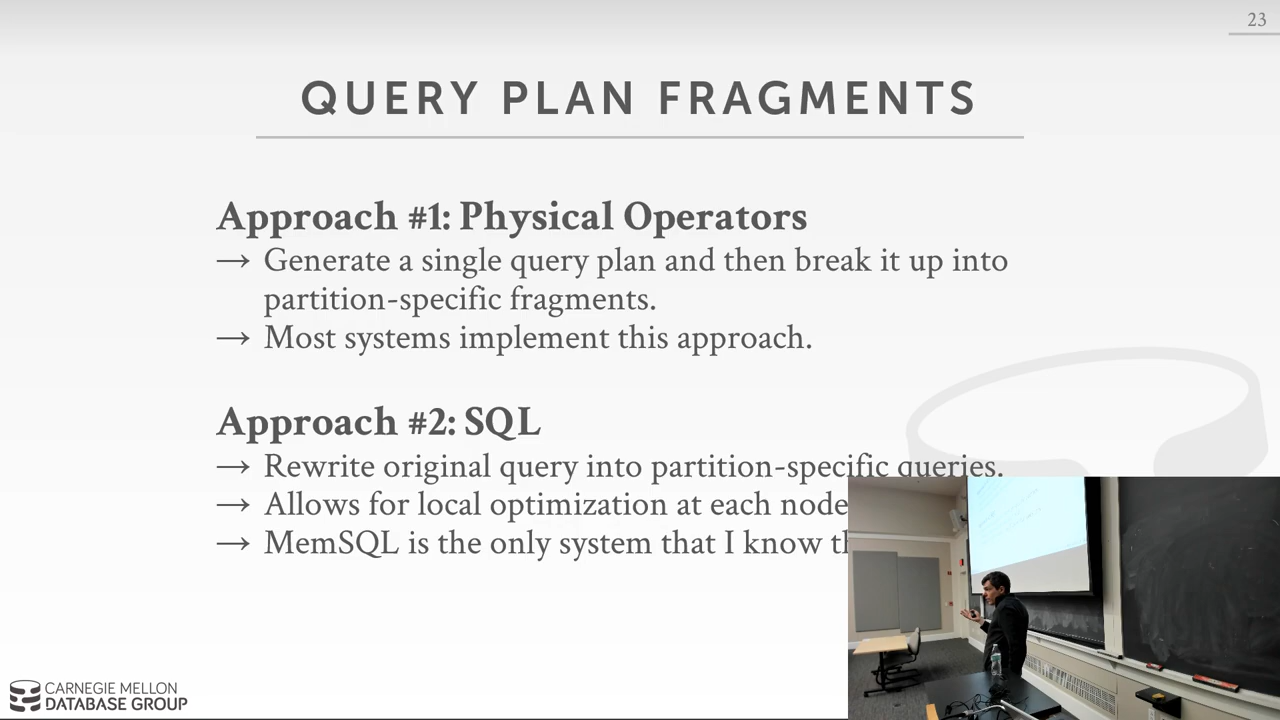 23
QUERY PLAN FRAGMENTS
Approach #1: Physical Operators
→ Generate a single query plan and then break it up into
partition-specific fragments.
→ Most systems implement this approach.
Approach #2: SQL
→ Rewrite original query into partition-specific queries.
→ Allows for local optimization at each node
→ MemSQL is the only system that I know
CARNEGIE MELLON
DATABASE GROUP